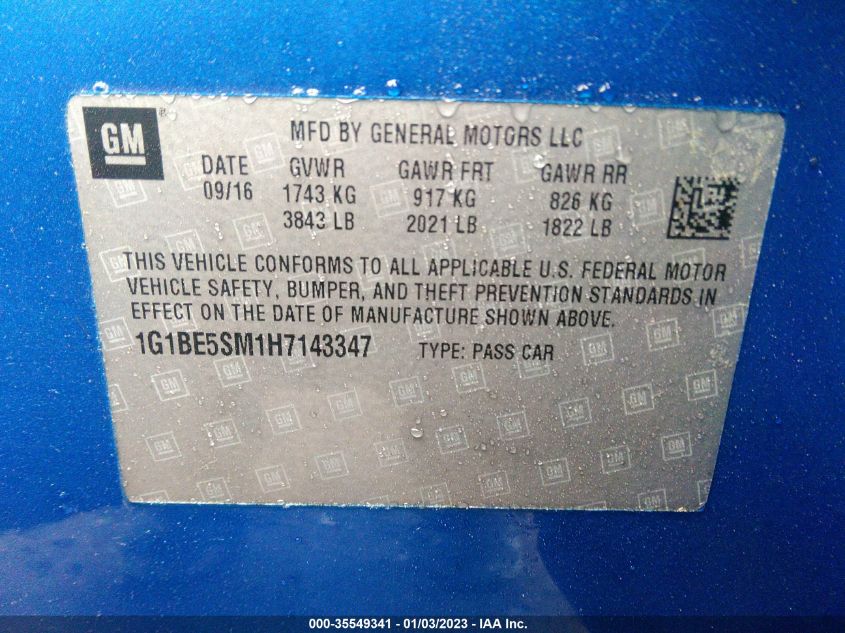 GM
MFD BY GENERAL MOTORS LLC
DATE GVWR GAWR FRT GAWR RR
09/16 1743 KG 917 KG 826 KG
3843 LB 2021 LB 1822 LB
THIS VEHICLE CONFORMS TO ALL APPLICABLE U.S. FEDERAL MOTOR
VEHICLE SAFETY, BUMPER, AND THEFT PREVENTION STANDARDS IN
EFFECT ON THE DATE OF MANUFACTURE SHOWN ABOVE.
1G1BE5SM1H7143347 TYPE: PASS CAR
000-35549341 - 01/03/2023 - IAA Inc.